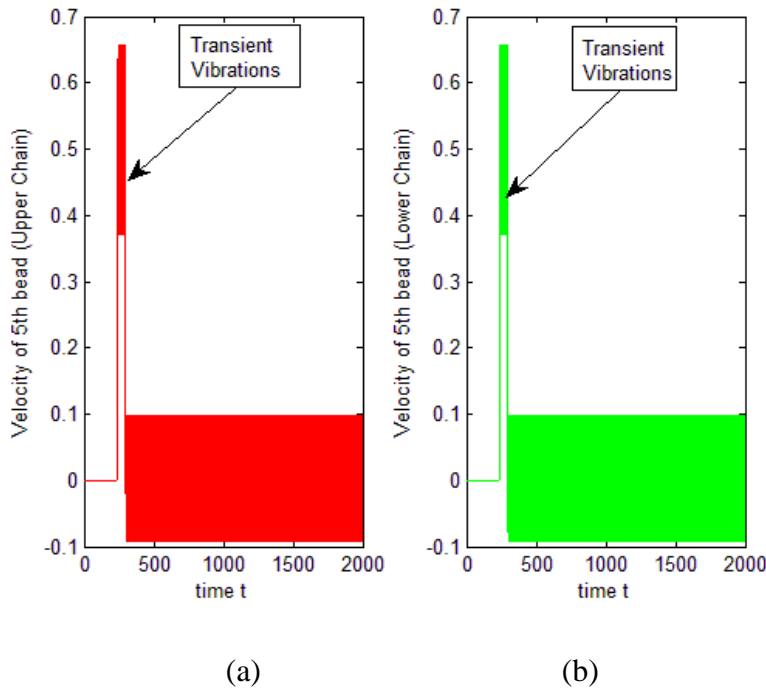 0.7
0.6
0.5
0.4
0.3
0.2
0.1
0
-0.1
Velocity of 5th bead (Upper Chain)
Transient
Vibrations
0 500 1000 1500 2000
time t
(a)
0.7
0.6
0.5
0.4
0.3
0.2
0.1
0
-0.1
Velocity of 5th bead (Lower Chain)
Transient
Vibrations
0 500 1000 1500 2000
time t
(b)